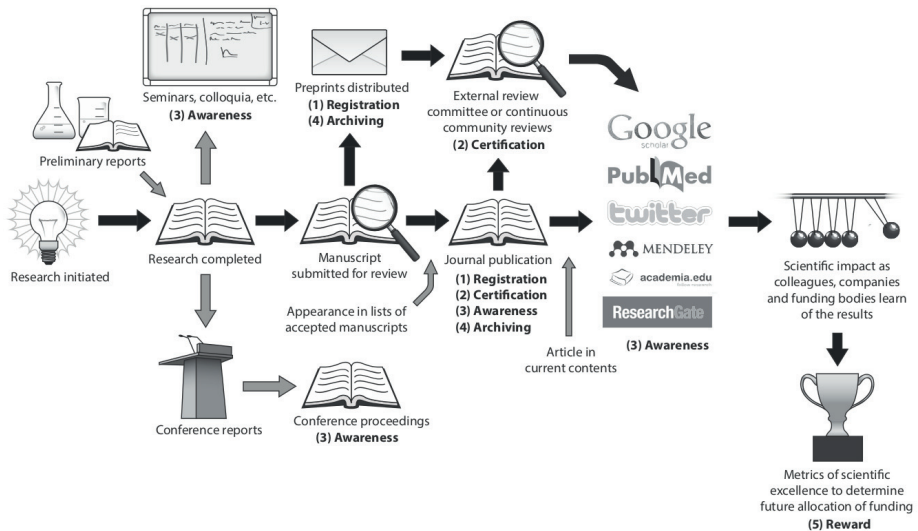 Seminars, colloquia, etc.
(3) Awareness
Preliminary reports
Research initiated
Research completed
Conference reports
Conference proceedings
(3) Awareness
Preprints distributed
(1) Registration
(4) Archiving
Manuscript
submitted for review
Appearance in lists of
accepted manuscripts
External review
committee or continuous
community reviews
(2) Certification
Journal publication
(1) Registration
(2) Certification
(3) Awareness
(4) Archiving
Article in
current contents
Google
scholar
PubMed
twitter
MENDELEY
academia.edu
ResearchGate
(3) Awareness
Scientific impact as
colleagues, companies
and funding bodies learn
of the results
Metrics of scientific
excellence to determine
future allocation of funding
(5) Reward